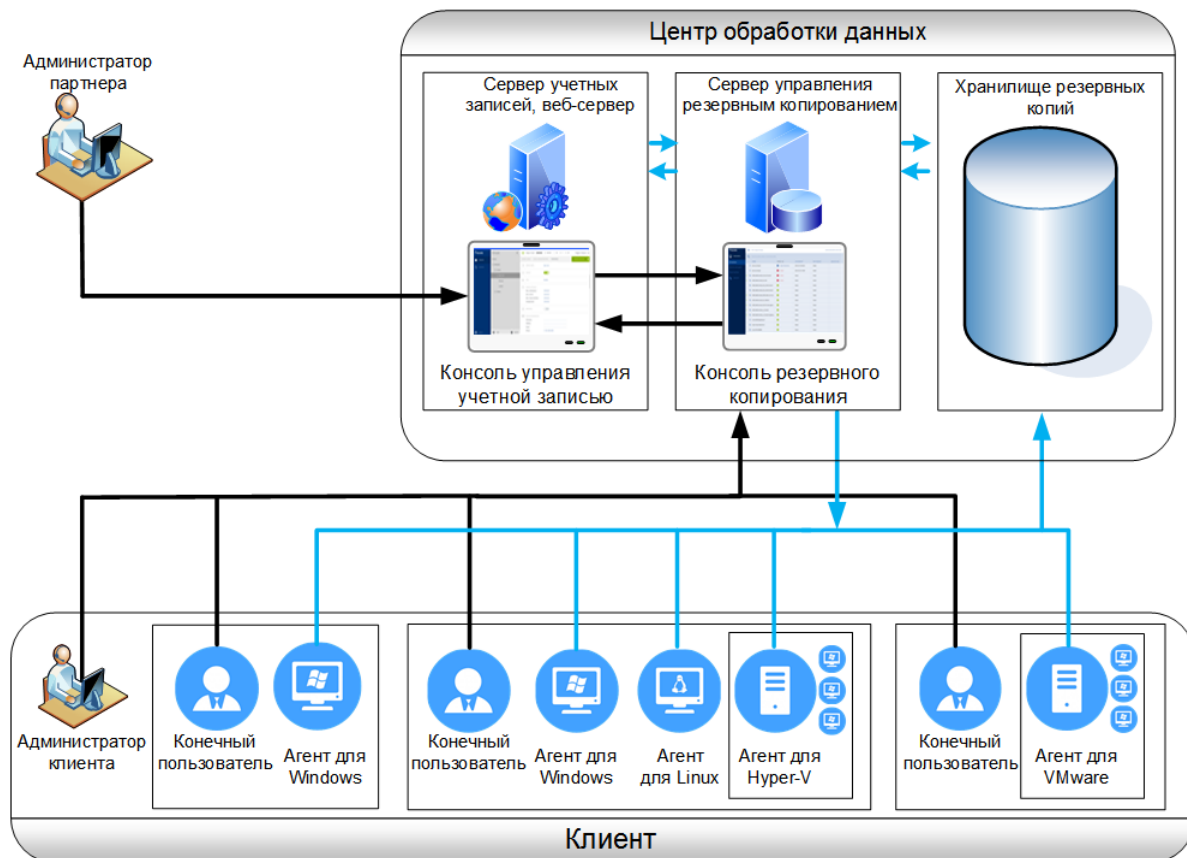 Центр обработки данных
Администратор
партнера
Сервер учетных
записей, веб-сервер
Сервер управления
резервным копированием
Хранилище резервных
копий
Консоль управления
учетной записью
Консоль резервного
копирования
Администратор
клиента
Конечный
пользователь
Агент для
Windows
Конечный
пользователь
Агент для
Windows
Агент
для Linux
Агент для
Hyper-V
Конечный
пользователь
Агент для
VMware
Клиент